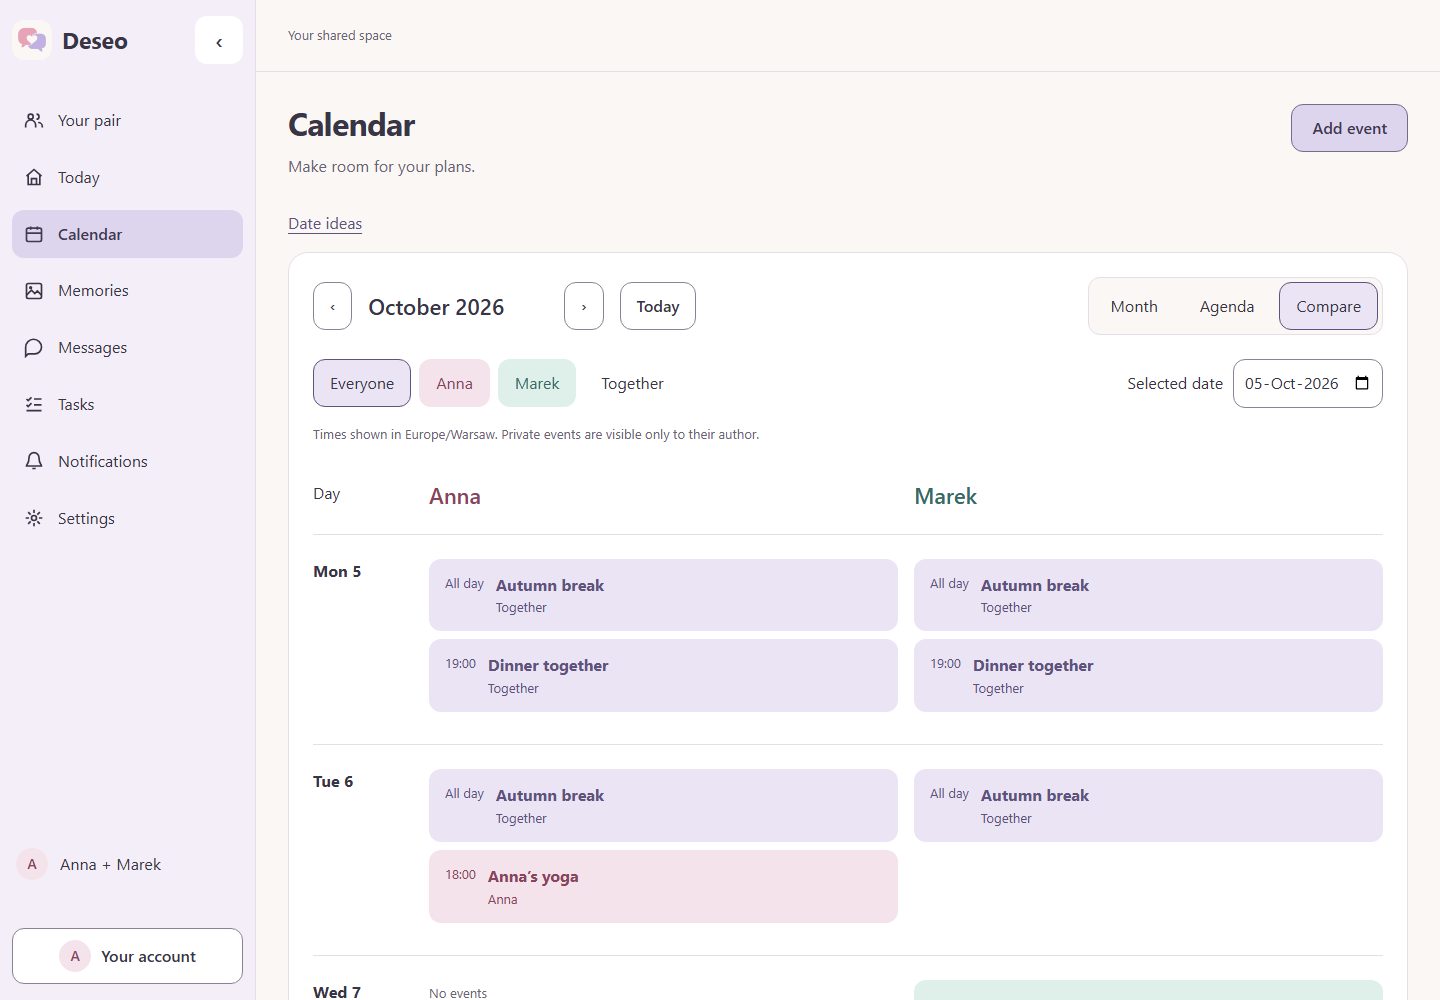 Deseo
‹
Your pair
Today
Calendar
Memories
Messages
Tasks
Notifications
Settings
A Anna + Marek
A Your account
Your shared space
Calendar
Make room for your plans.
Add event
Date ideas
‹ October 2026 › Today
Month Agenda Compare
Everyone Anna Marek Together
Selected date 05-Oct-2026
Times shown in Europe/Warsaw. Private events are visible only to their author.
Day Anna Marek
Mon 5
All day Autumn break
Together
19:00 Dinner together
Together
All day Autumn break
Together
19:00 Dinner together
Together
Tue 6
All day Autumn break
Together
18:00 Anna's yoga
Anna
All day Autumn break
Together
Wed 7
No events